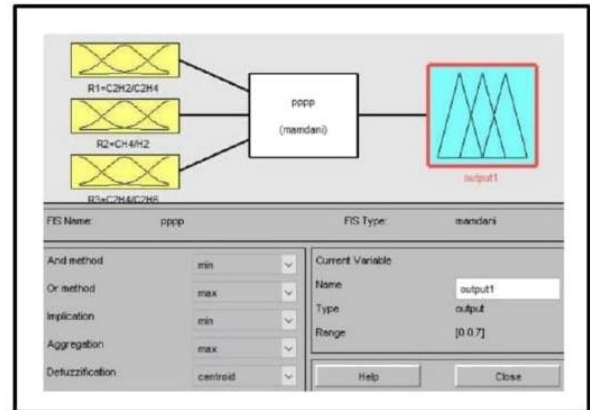 R1=C2H2/C2H4
pppp
(mamdani)
R2=CH4/H2
R3=C2H4/C2H6
output1
FIS Name: pppp FIS Type: mamdani
And method min
Or method max
Implication min
Aggregation max
Defuzzification centroid
Current Variable
Name output1
Type output
Range [0 0.7]
Help Close